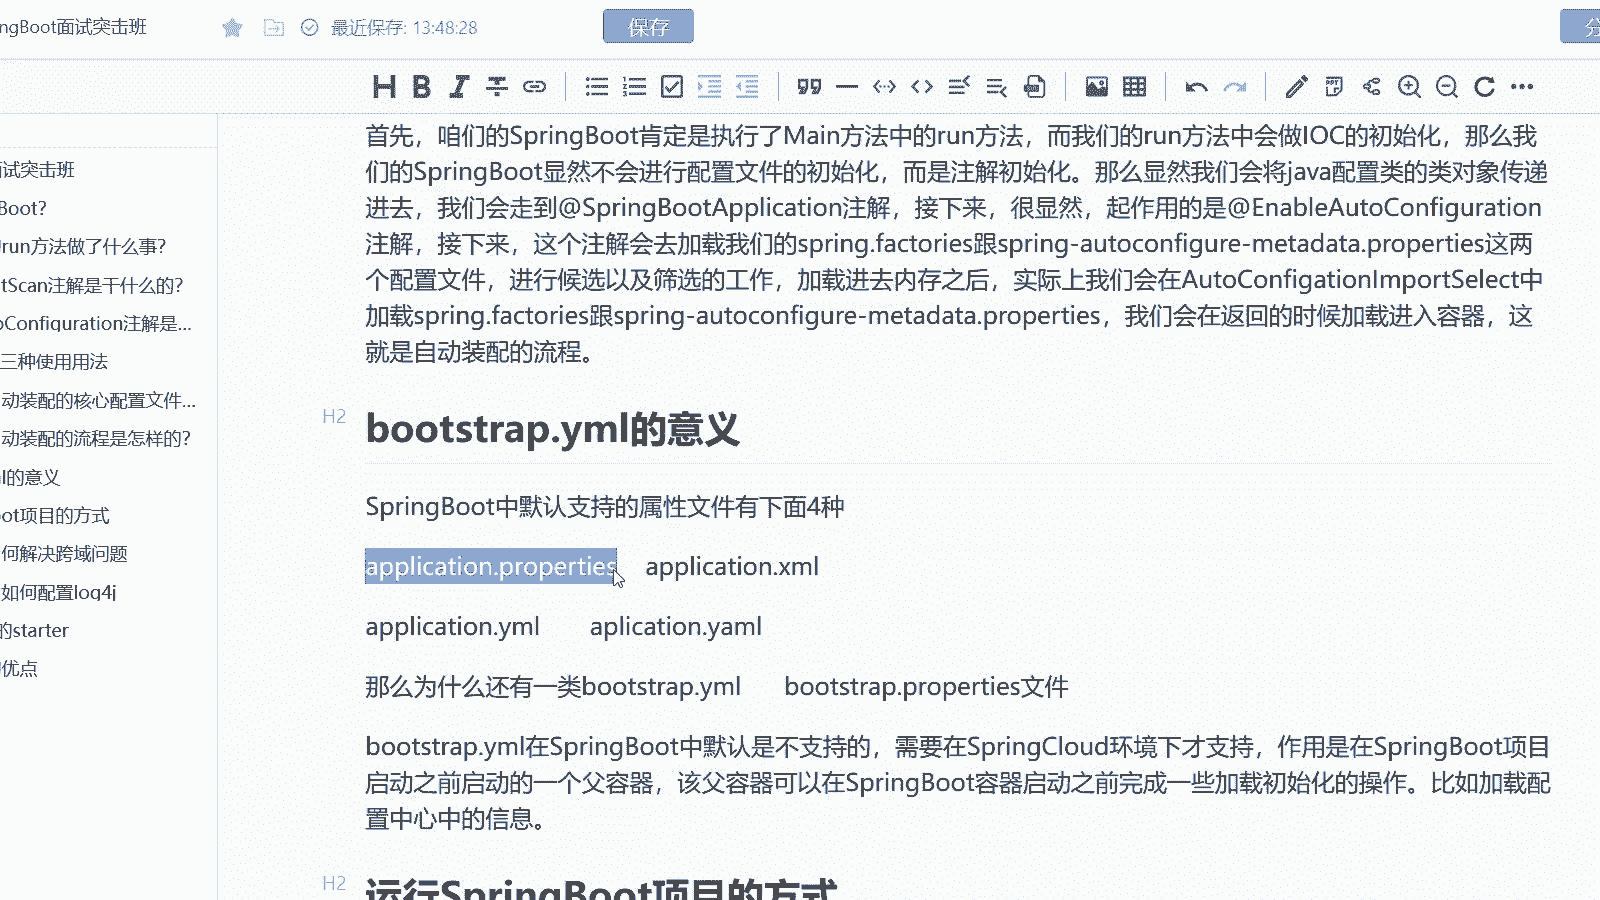 ngBoot面试突击班
最近保存: 13:48:28
保存
分
H B I
面试突击班
Boot?
run方法做了什么事?
tScan注解是干什么的?
oConfiguration注解是...
三种使用用法
动装配的核心配置文件...
动装配的流程是怎样的?
l的意义
ot项目的方式
何解决跨域问题
如何配置log4j
的starter
优点
首先，咱们的SpringBoot肯定是执行了Main方法中的run方法，而我们的run方法中会做IOC的初始化，那么我
们的SpringBoot显然不会进行配置文件的初始化，而是注解初始化。那么显然我们会将java配置类的类对象传递
进去，我们会走到@SpringBootApplication注解，接下来，很显然，起作用的是@EnableAutoConfiguration
注解，接下来，这个注解会去加载我们的spring.factories跟spring-autoconfigure-metadata.properties这两
个配置文件，进行候选以及筛选的工作，加载进去内存之后，实际上我们会在AutoConfigationImportSelect中
加载spring.factories跟spring-autoconfigure-metadata.properties，我们会在返回的时候加载进入容器，这
就是自动装配的流程。
H2
bootstrap.yml的意义
SpringBoot中默认支持的属性文件有下面4种
application.properties application.xml
application.yml aplication.yaml
那么为什么还有一类bootstrap.yml bootstrap.properties文件
bootstrap.yml在SpringBoot中默认是不支持的，需要在SpringCloud环境下才支持，作用是在SpringBoot项目
启动之前启动的一个父容器，该父容器可以在SpringBoot容器启动之前完成一些加载初始化的操作。比如加载配
置中心中的信息。
H2
运行SpringBoot项目的方式